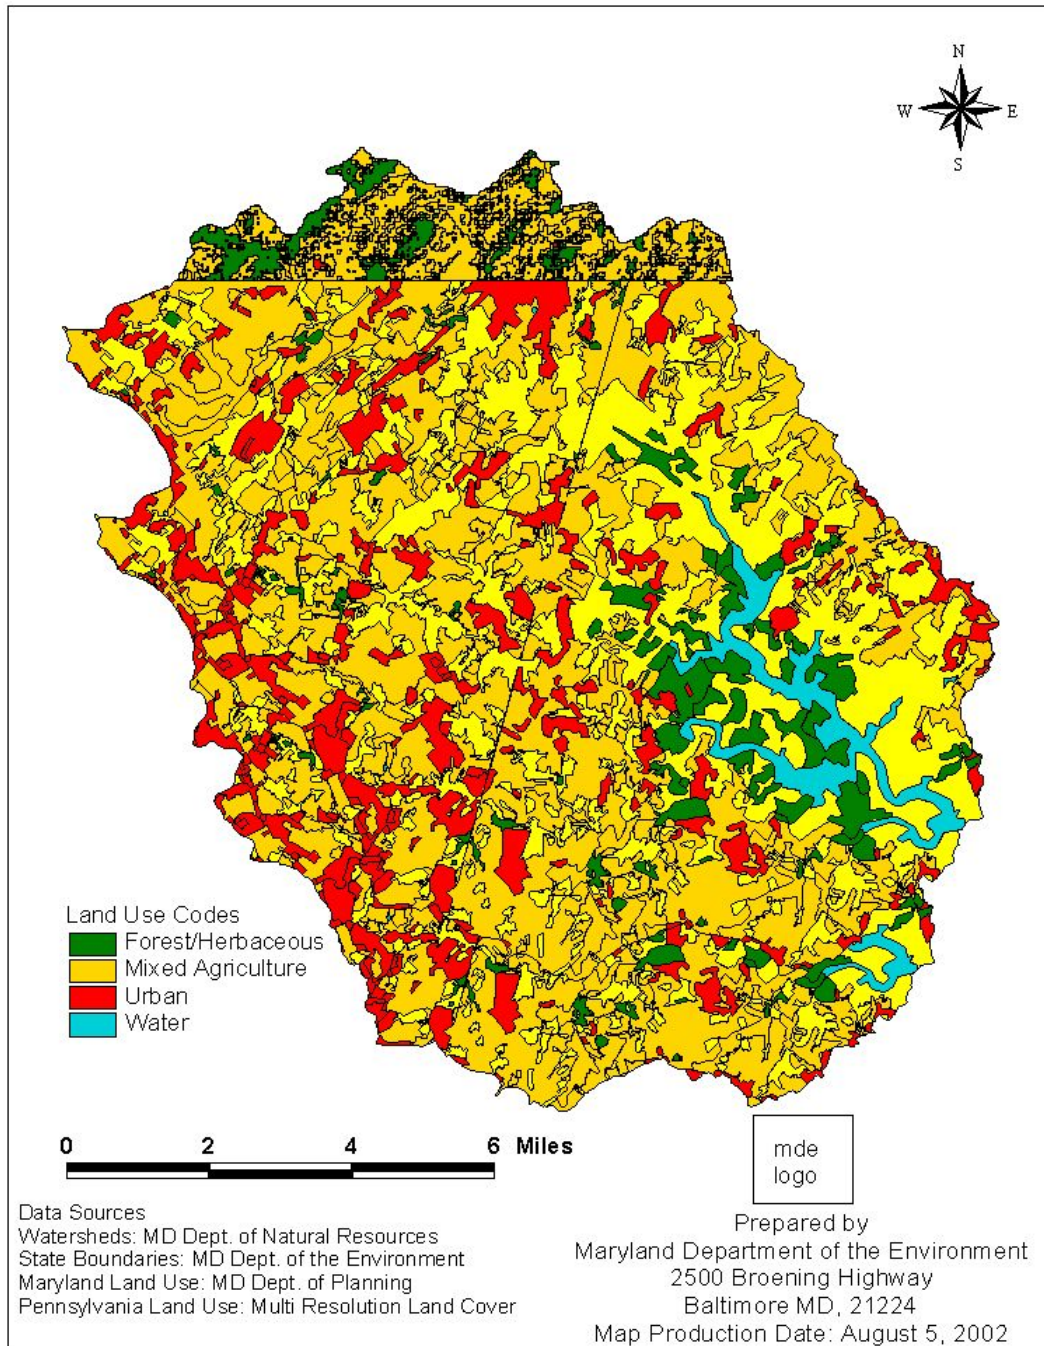 N
W E
S
Land Use Codes
Forest/Herbaceous
Mixed Agriculture
Urban
Water
0 2 4 6 Miles
mde
logo
Data Sources
Watersheds: MD Dept. of Natural Resources
State Boundaries: MD Dept. of the Environment
Maryland Land Use: MD Dept. of Planning
Pennsylvania Land Use: Multi Resolution Land Cover
Prepared by
Maryland Department of the Environment
2500 Broening Highway
Baltimore MD, 21224
Map Production Date: August 5, 2002